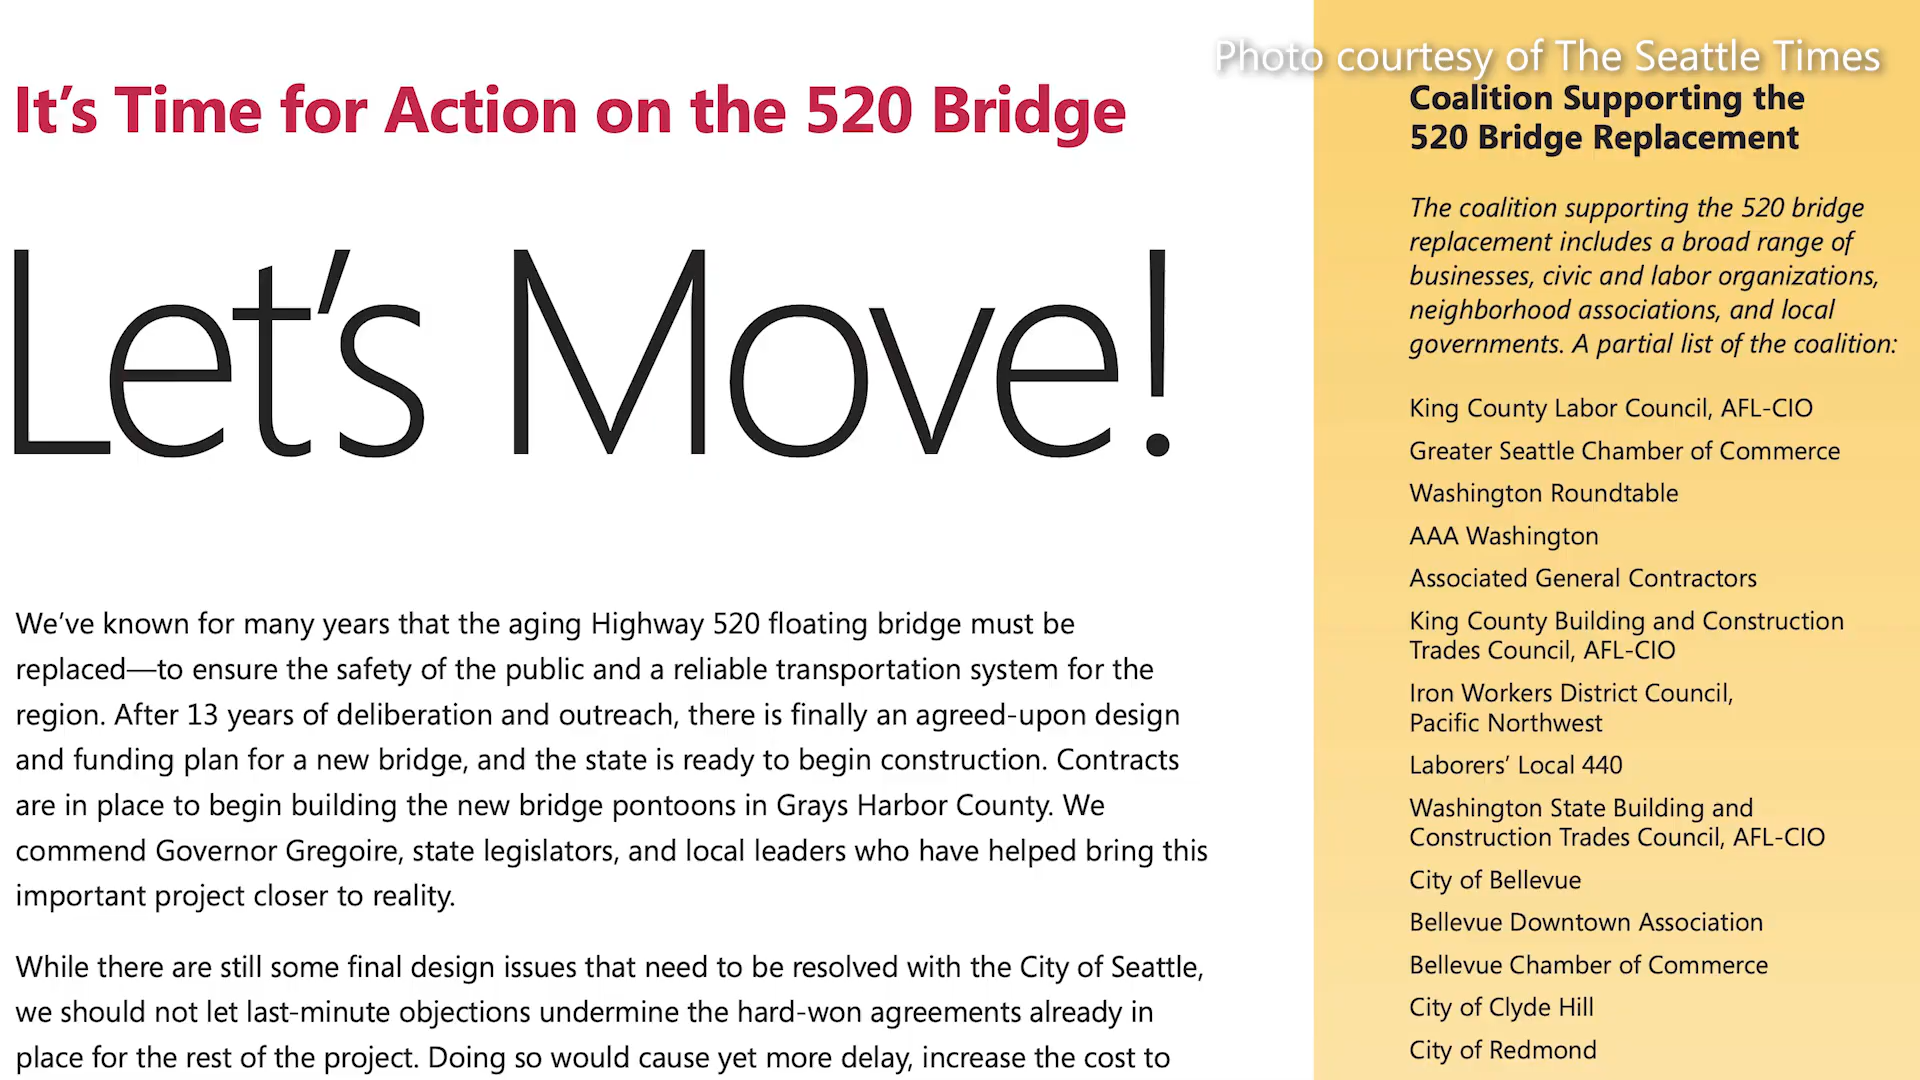 Photo courtesy of The Seattle Times
It’s Time for Action on the 520 Bridge
Let’s Move!
We’ve known for many years that the aging Highway 520 floating bridge must be
replaced—to ensure the safety of the public and a reliable transportation system for the
region. After 13 years of deliberation and outreach, there is finally an agreed-upon design
and funding plan for a new bridge, and the state is ready to begin construction. Contracts
are in place to begin building the new bridge pontoons in Grays Harbor County. We
commend Governor Gregoire, state legislators, and local leaders who have helped bring this
important project closer to reality.
While there are still some final design issues that need to be resolved with the City of Seattle,
we should not let last-minute objections undermine the hard-won agreements already in
place for the rest of the project. Doing so would cause yet more delay, increase the cost to
Coalition Supporting the
520 Bridge Replacement
The coalition supporting the 520 bridge
replacement includes a broad range of
businesses, civic and labor organizations,
neighborhood associations, and local
governments. A partial list of the coalition:
King County Labor Council, AFL-CIO
Greater Seattle Chamber of Commerce
Washington Roundtable
AAA Washington
Associated General Contractors
King County Building and Construction
Trades Council, AFL-CIO
Iron Workers District Council,
Pacific Northwest
Laborers’ Local 440
Washington State Building and
Construction Trades Council, AFL-CIO
City of Bellevue
Bellevue Downtown Association
Bellevue Chamber of Commerce
City of Clyde Hill
City of Redmond